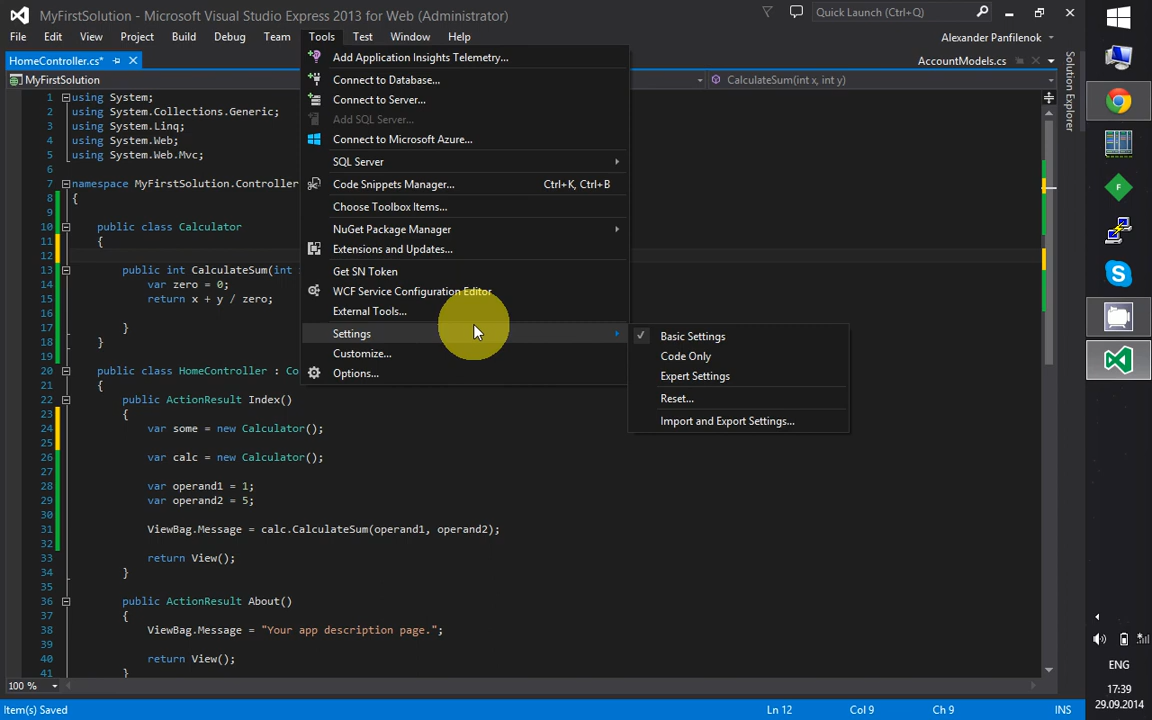 MyFirstSolution - Microsoft Visual Studio Express 2013 for Web (Administrator)
Quick Launch (Ctrl+Q)
File Edit View Project Build Debug Team Tools Test Window Help
Alexander Panfilenok
HomeController.cs*
AccountModels.cs
MyFirstSolution
CalculateSum(int x, int y)
Solution Explorer
Add Application Insights Telemetry...
Connect to Database...
Connect to Server...
Add SQL Server...
Connect to Microsoft Azure...
SQL Server
Code Snippets Manager... Ctrl+K, Ctrl+B
Choose Toolbox Items...
NuGet Package Manager
Extensions and Updates...
Get SN Token
WCF Service Configuration Editor
External Tools...
Settings
Customize...
Options...
Basic Settings
Code Only
Expert Settings
Reset...
Import and Export Settings...
1 using System;
2 using System.Collections.Generic;
3 using System.Linq;
4 using System.Web;
5 using System.Web.Mvc;
6
7 namespace MyFirstSolution.Controller
8 {
9
10 public class Calculator
11 {
12
13 public int CalculateSum(int
14 var zero = 0;
15 return x + y / zero;
16
17 }
18 }
19
20 public class HomeController : Co
21 {
22 public ActionResult Index()
23 {
24 var some = new Calculator();
25
26 var calc = new Calculator();
27
28 var operand1 = 1;
29 var operand2 = 5;
30
31 ViewBag.Message = calc.CalculateSum(operand1, operand2);
32
33 return View();
34 }
35
36 public ActionResult About()
37 {
38 ViewBag.Message = "Your app description page.";
39
40 return View();
41 }
100 %
Item(s) Saved
Ln 12 Col 9 Ch 9 INS
F
ENG
17:39
29.09.2014